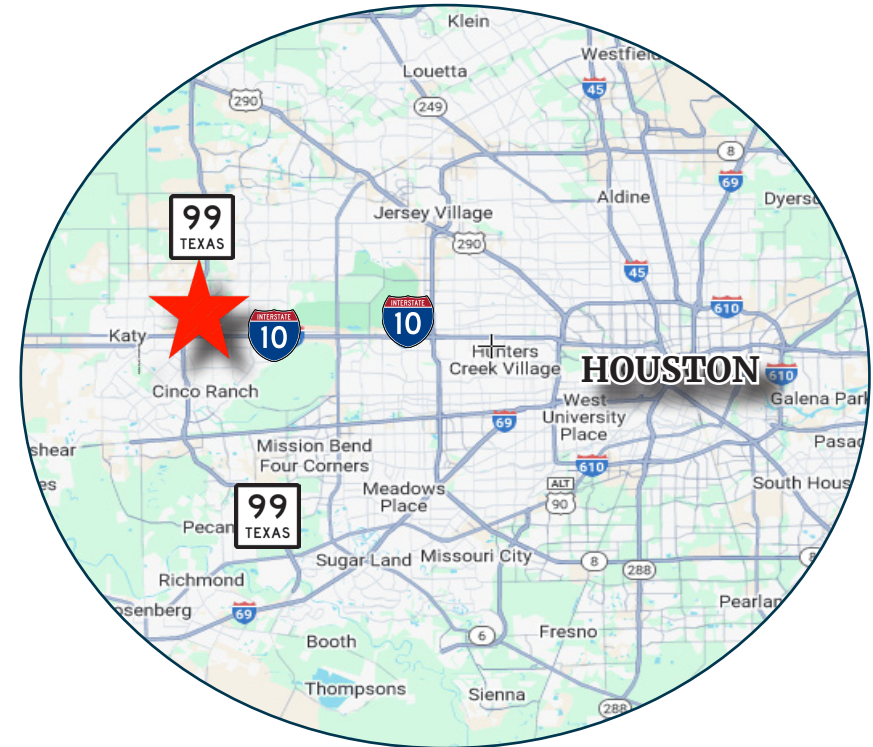 Klein
Westfield
Louetta
45
290
249
8
69
Aldine
Dyers
99
TEXAS
Jersey Village
290
45
INTERSTATE
10
INTERSTATE
10
610
Katy
Hunters
Creek Village
HOUSTON
610
Cinco Ranch
West
University
Place
Galena Park
69
shear
Mission Bend
Four Corners
Pasac
610
es
Meadows
Place
ALT
90
South Hous
99
TEXAS
Pecan
Sugar Land
Missouri City
8
288
8
Richmond
osenberg
69
Pearlan
Booth
6
Fresno
Thompsons
Sienna
288